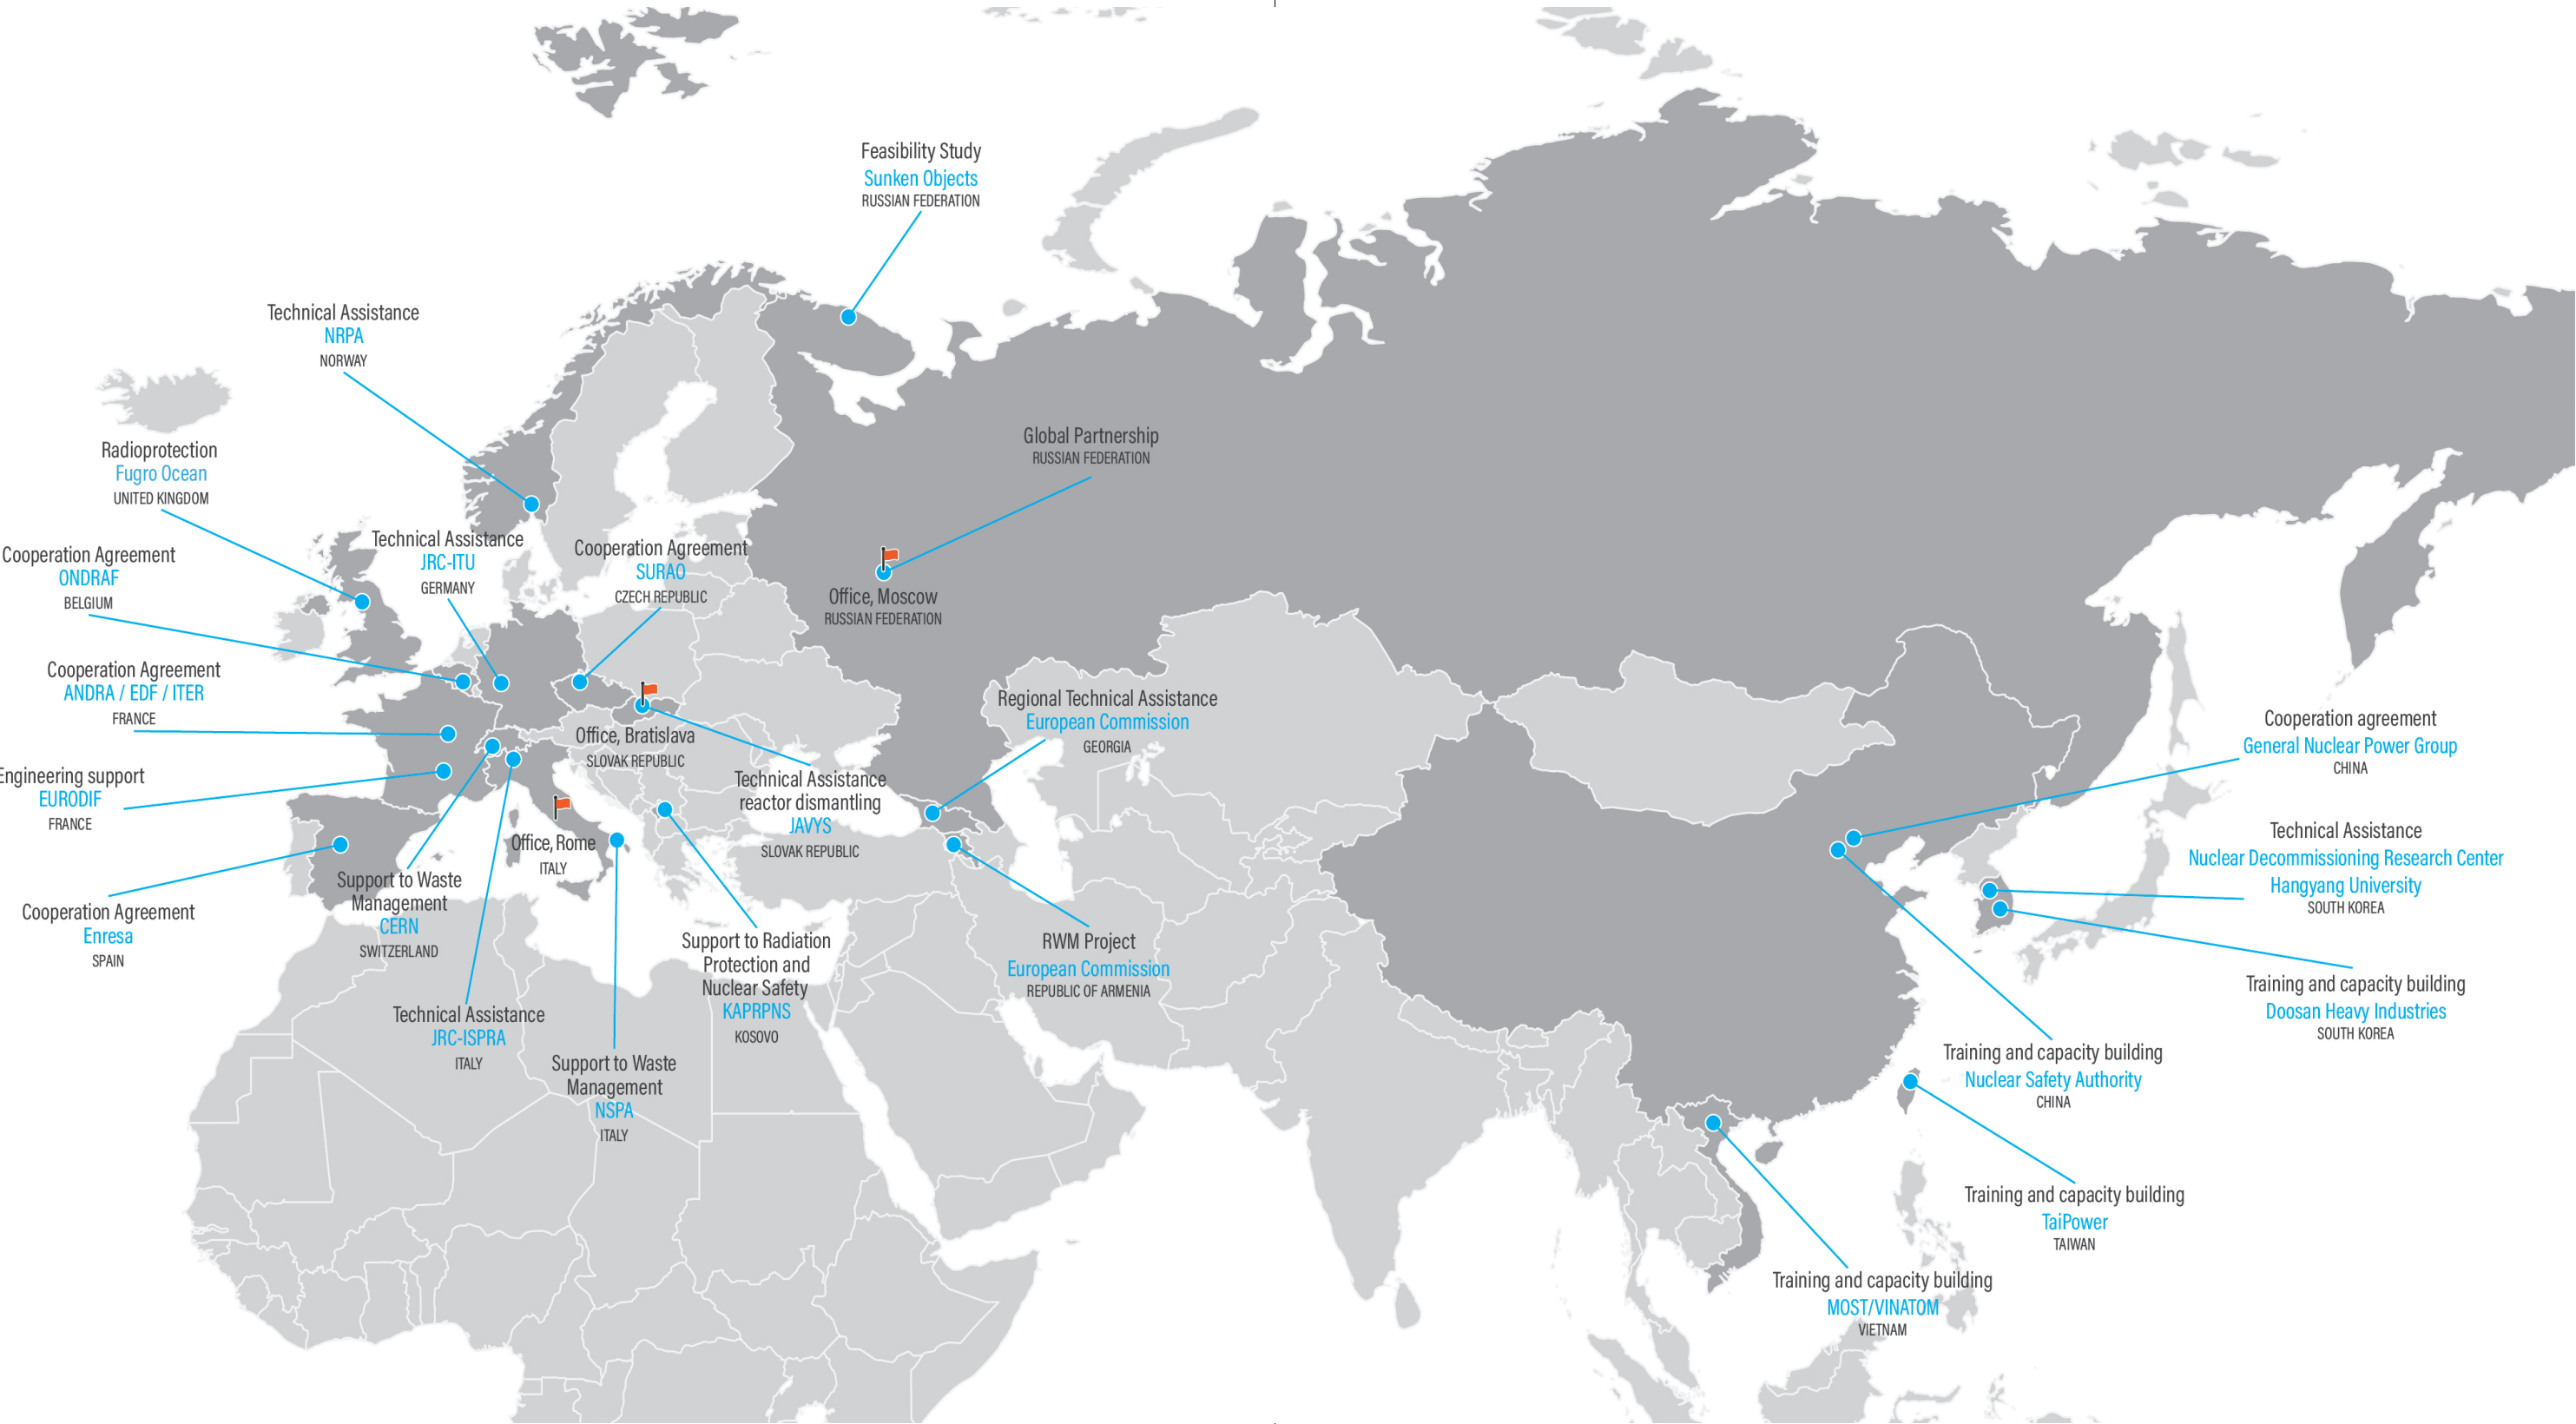 Feasibility Study
Sunken Objects
RUSSIAN FEDERATION
Technical Assistance
NRPA
NORWAY
Global Partnership
RUSSIAN FEDERATION
Radioprotection
Fugro Ocean
UNITED KINGDOM
Technical Assistance
JRC-ITU
GERMANY
Cooperation Agreement
SURAO
CZECH REPUBLIC
Cooperation Agreement
ONDRAF
BELGIUM
Office, Moscow
RUSSIAN FEDERATION
Cooperation Agreement
ANDRA / EDF / ITER
FRANCE
Regional Technical Assistance
European Commission
GEORGIA
Office, Bratislava
SLOVAK REPUBLIC
Cooperation agreement
General Nuclear Power Group
CHINA
Engineering support
EURODIF
FRANCE
Technical Assistance
reactor dismantling
JAVYS
SLOVAK REPUBLIC
Office, Rome
ITALY
Technical Assistance
Nuclear Decommissioning Research Center
Hangyang University
SOUTH KOREA
Support to Waste
Management
CERN
SWITZERLAND
Cooperation Agreement
Enresa
SPAIN
Support to Radiation
Protection and
Nuclear Safety
KAPRPNS
KOSOVO
RWM Project
European Commission
REPUBLIC OF ARMENIA
Training and capacity building
Doosan Heavy Industries
SOUTH KOREA
Technical Assistance
JRC-ISPRA
ITALY
Support to Waste
Management
NSPA
ITALY
Training and capacity building
Nuclear Safety Authority
CHINA
Training and capacity building
TaiPower
TAIWAN
Training and capacity building
MOST/VINATOM
VIETNAM